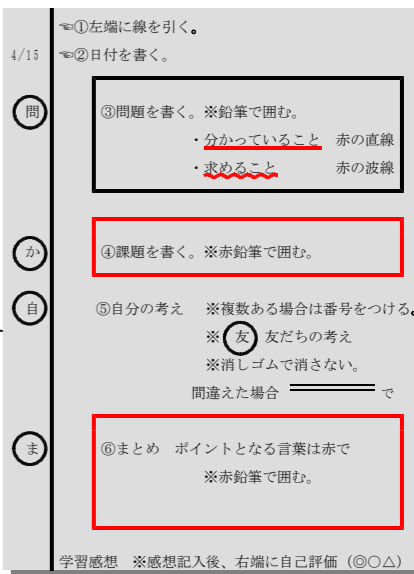 ☜①左端に線を引く。
4/15 ☜②日付を書く。
問 ③問題を書く。※鉛筆で囲む。
・分かっていること 赤の直線
・求めること 赤の波線
か ④課題を書く。※赤鉛筆で囲む。
自 ⑤自分の考え ※複数ある場合は番号をつける。
※友 友だちの考え
※消しゴムで消さない。
間違えた場合 で
ま ⑥まとめ ポイントとなる言葉は赤で
※赤鉛筆で囲む。
学習感想 ※感想記入後、右端に自己評価（◎○△）